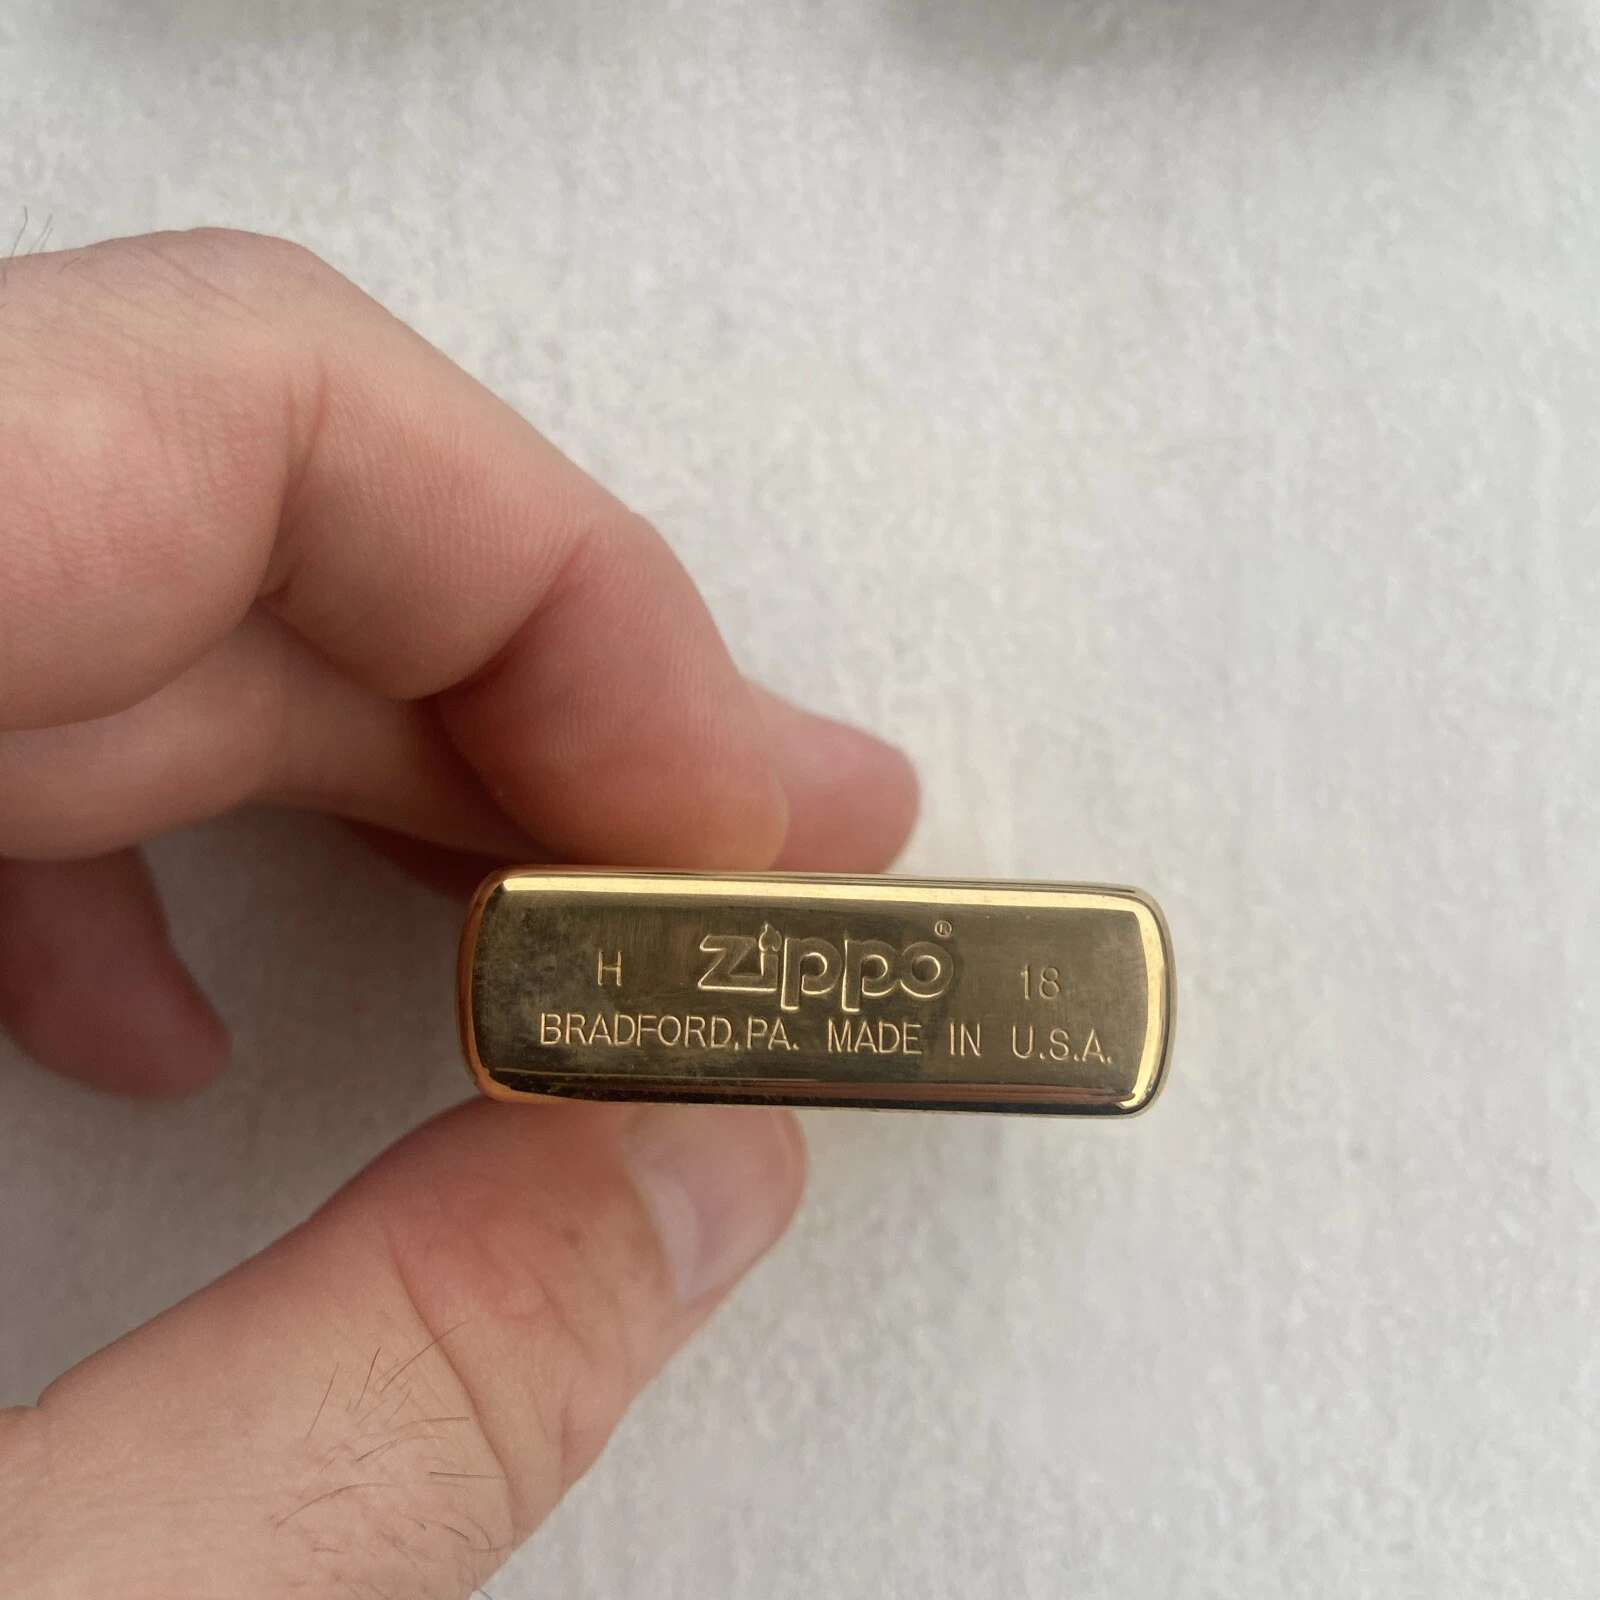 H zippo® 18
BRADFORD, PA. MADE IN U.S.A.